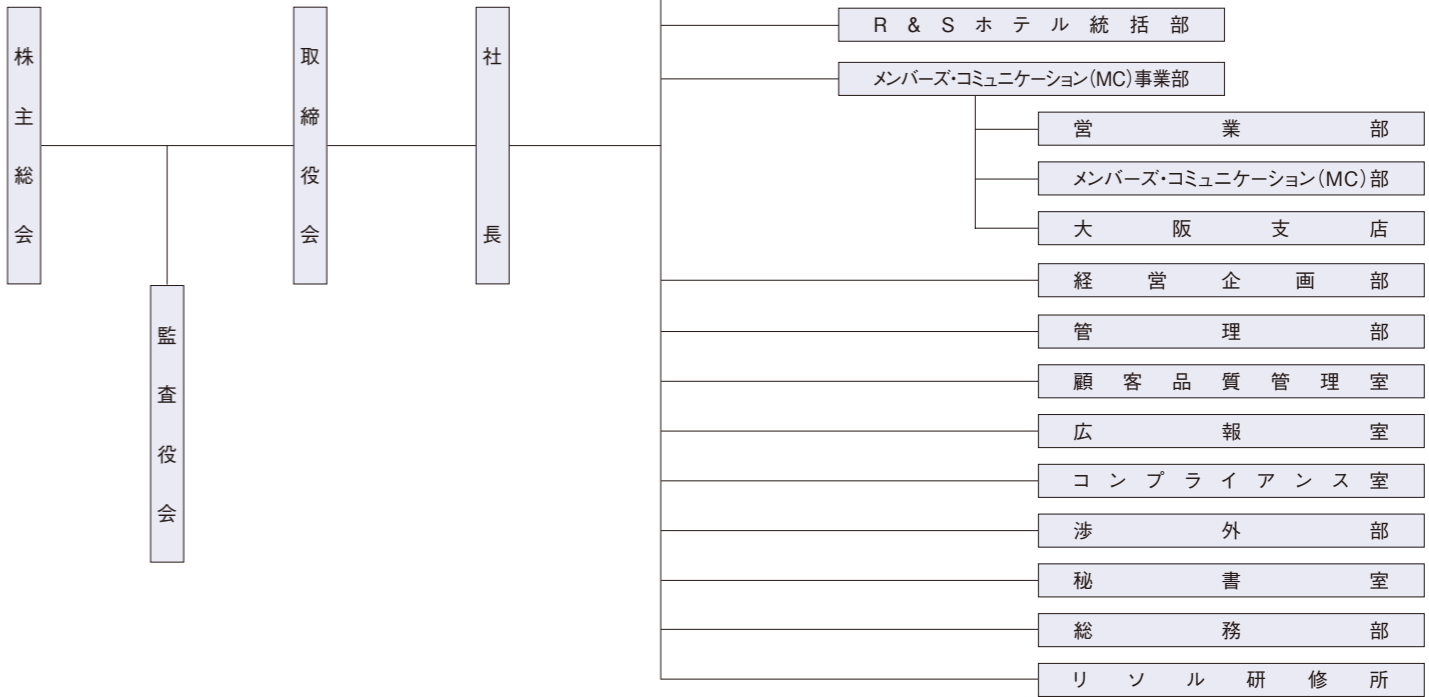 株主総会
監査役会
取締役会
社長
R＆Sホテル統括部
メンバーズ・コミュニケーション(MC)事業部
営業部
メンバーズ・コミュニケーション(MC)部
大阪支店
経営企画部
管理部
顧客品質管理室
広報室
コンプライアンス室
渉外部
秘書室
総務部
リソル研修所